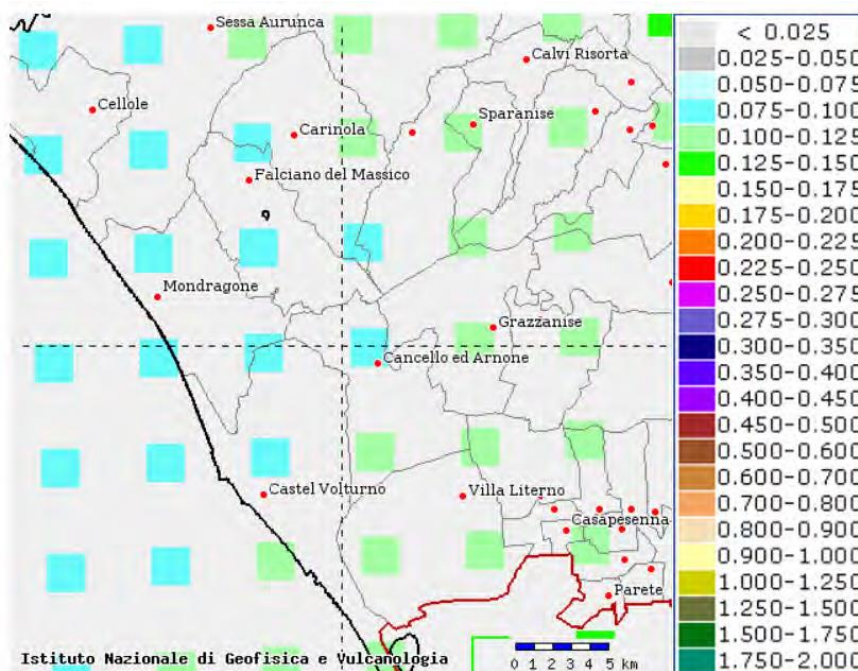 Sessa Aurunca
Calvi Risorta
Cellole
Sparanise
Carinola
Falciano del Massico
Mondragone
Grazzanise
Cancello ed Arnone
Castel Volturno
Villa Literno
Casapesenna
Parete
Istituto Nazionale di Geofisica e Vulcanologia
0 1 2 3 4 5 km
< 0.025
0.025-0.050
0.050-0.075
0.075-0.100
0.100-0.125
0.125-0.150
0.150-0.175
0.175-0.200
0.200-0.225
0.225-0.250
0.250-0.275
0.275-0.300
0.300-0.350
0.350-0.400
0.400-0.450
0.450-0.500
0.500-0.600
0.600-0.700
0.700-0.800
0.800-0.900
0.900-1.000
1.000-1.250
1.250-1.500
1.500-1.750
1.750-2.000